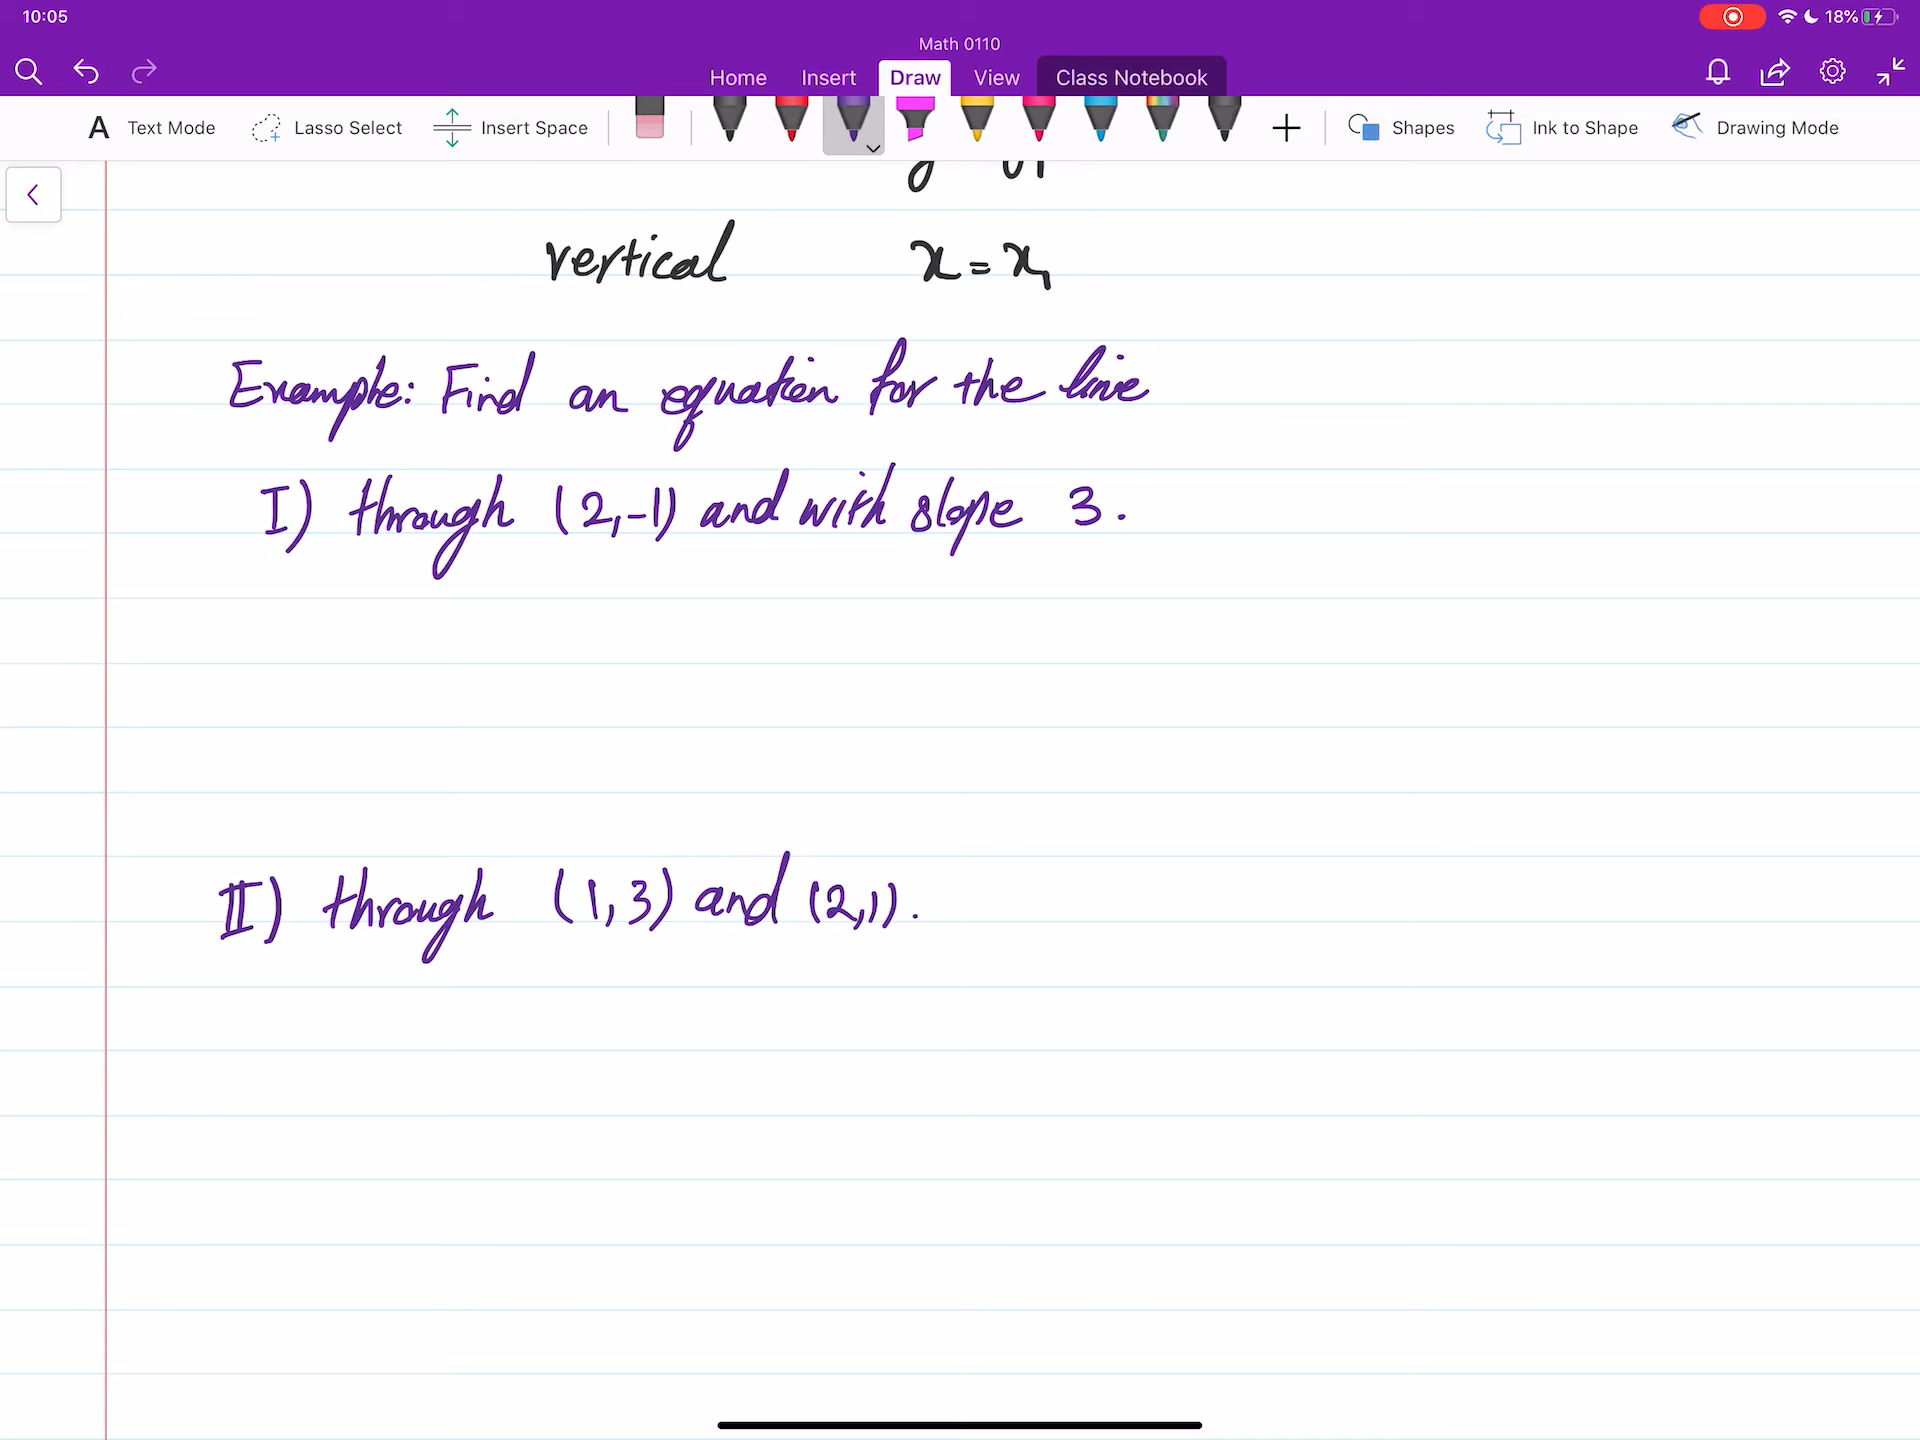 10:05
18%
Math 0110
Home Insert Draw View Class Notebook
A Text Mode Lasso Select Insert Space Shapes Ink to Shape Drawing Mode
vertical x = x₁
Example: Find an equation for the line
I) through (2,-1) and with slope 3.
II) through (1,3) and (2,1).